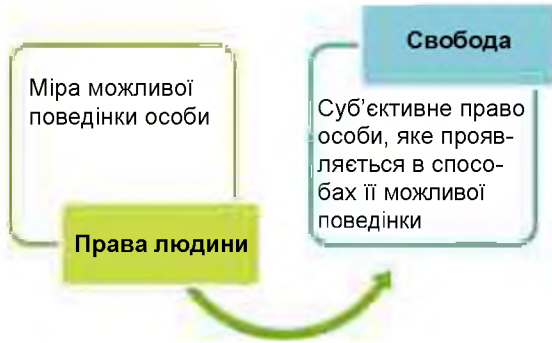 Міра можливої
поведінки особи
Права людини
Свобода
Суб’єктивне право
особи, яке прояв-
ляється в спосо-
бах її можливої
поведінки